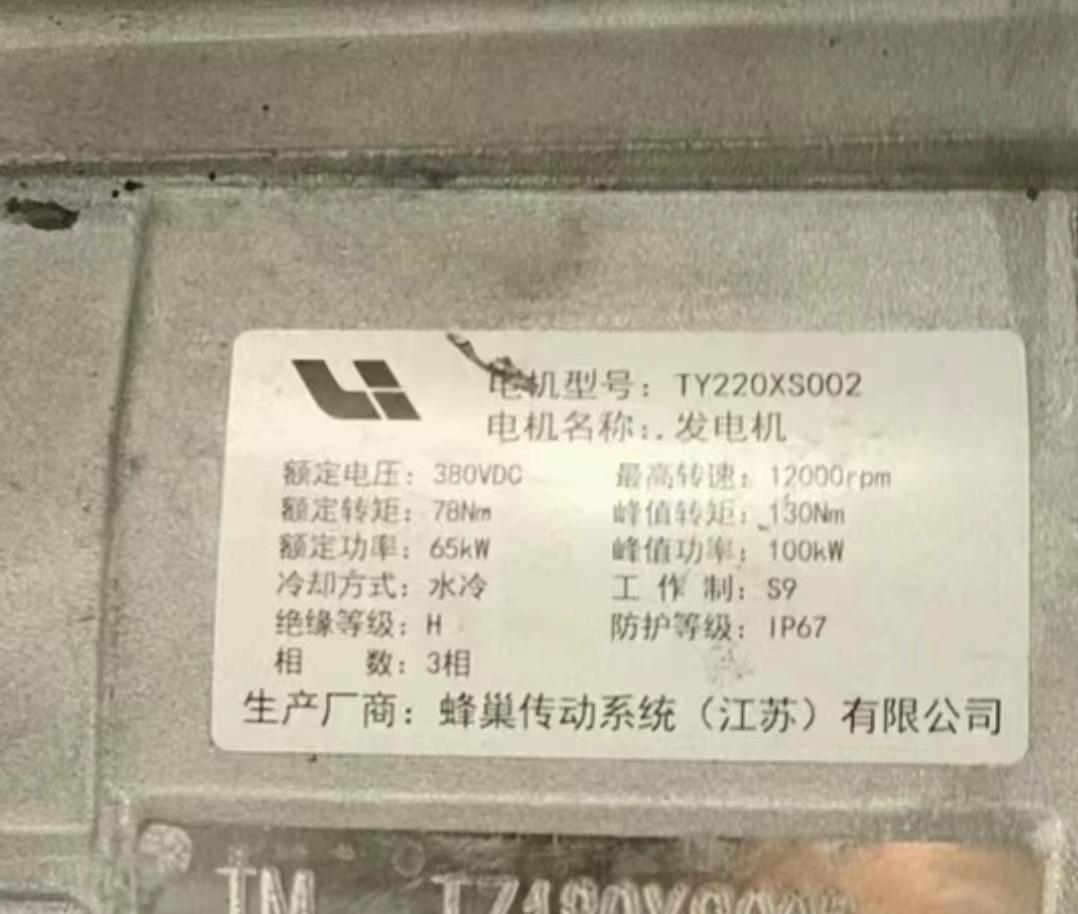 电机型号：TY220XS002
电机名称：.发电机
额定电压：380VDC 最高转速：12000rpm
额定转矩：78Nm 峰值转矩：130Nm
额定功率：65kW 峰值功率：100kW
冷却方式：水冷 工作制：S9
绝缘等级：H 防护等级：IP67
相 数：3相
生产厂商：蜂巢传动系统（江苏）有限公司
TM